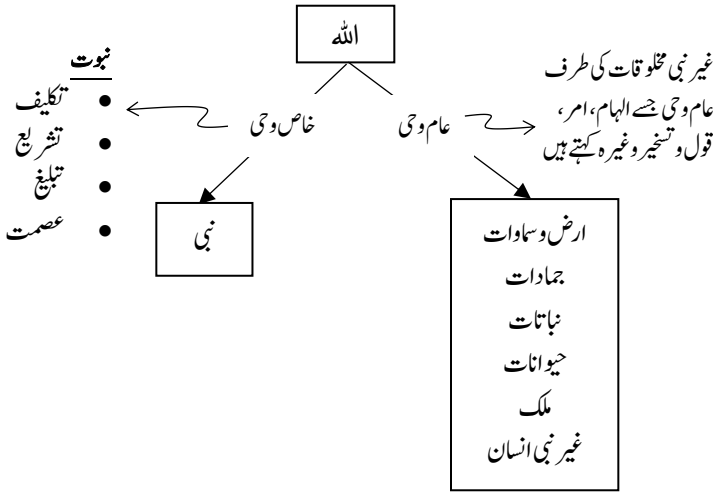 اللہ
غیر نبی مخلوقات کی طرف
عام وحی جسے الہام، امر،
قول و تسخیر وغیرہ کہتے ہیں
عام وحی
خاص وحی
نبوت
• تکلیف
• تشریع
• تبلیغ
• عصمت
نبی
ارض و سماوات
جمادات
نباتات
حیوانات
ملک
غیر نبی انسان